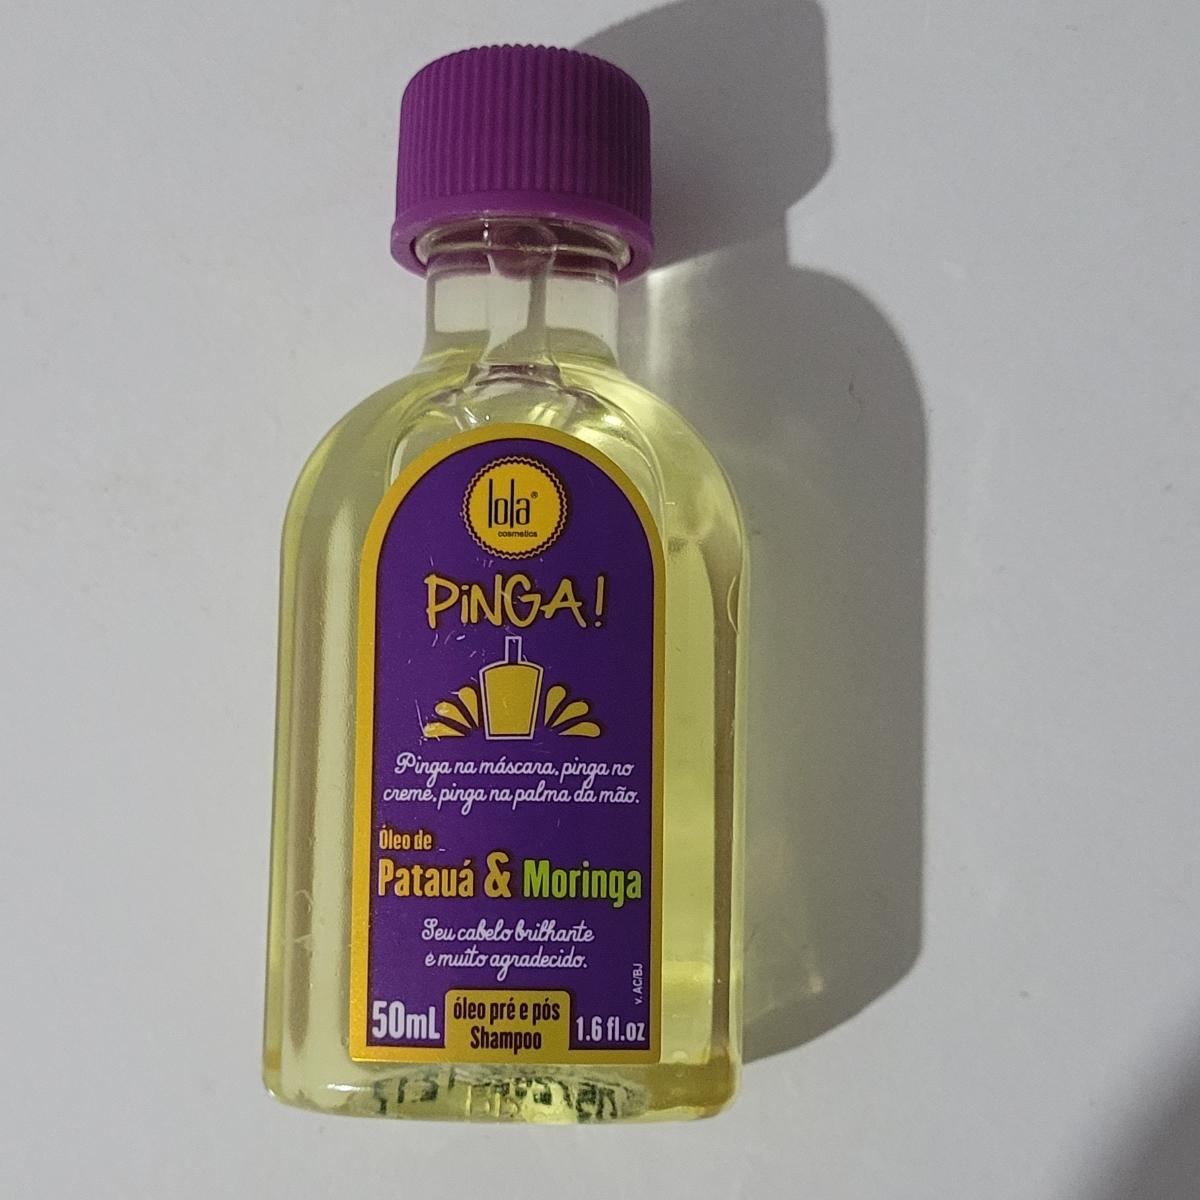 lola®
cosmetics
PiNGA!
Pinga na máscara, pinga no
creme, pinga na palma da mão.
Óleo de
Patauá & Moringa
Seu cabelo brilhante
e muito agradecido.
v. AC/BJ
50mL
óleo pré e pós
Shampoo
1.6 fl.oz